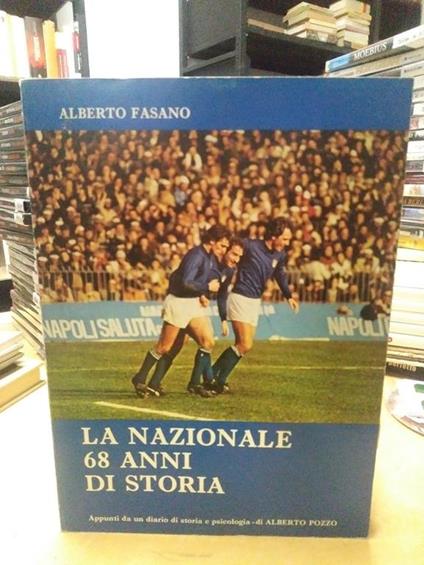 ALBERTO FASANO
MOEBIUS
NAPOLI SALUTA
NAPOLI
LA NAZIONALE
68 ANNI
DI STORIA
Appunti da un diario di storia e psicologia - di ALBERTO POZZO